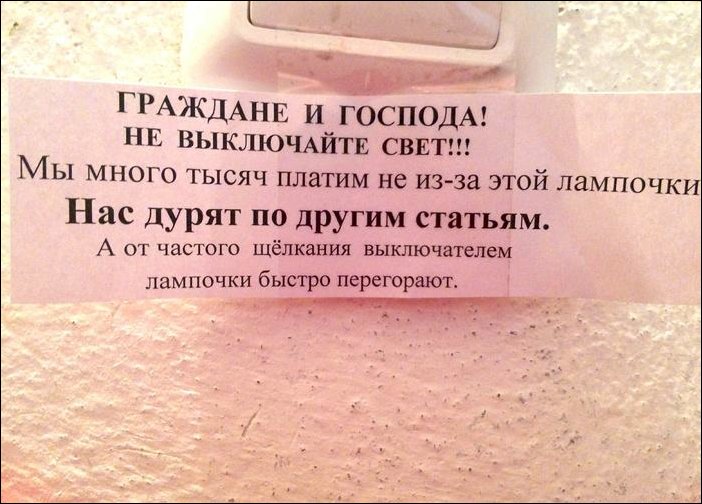 ГРАЖДАНЕ И ГОСПОДА!
НЕ ВЫКЛЮЧАЙТЕ СВЕТ!!!
Мы много тысяч платим не из-за этой лампочки
Нас дурят по другим статьям.
А от частого щёлкания выключателем
лампочки быстро перегорают.